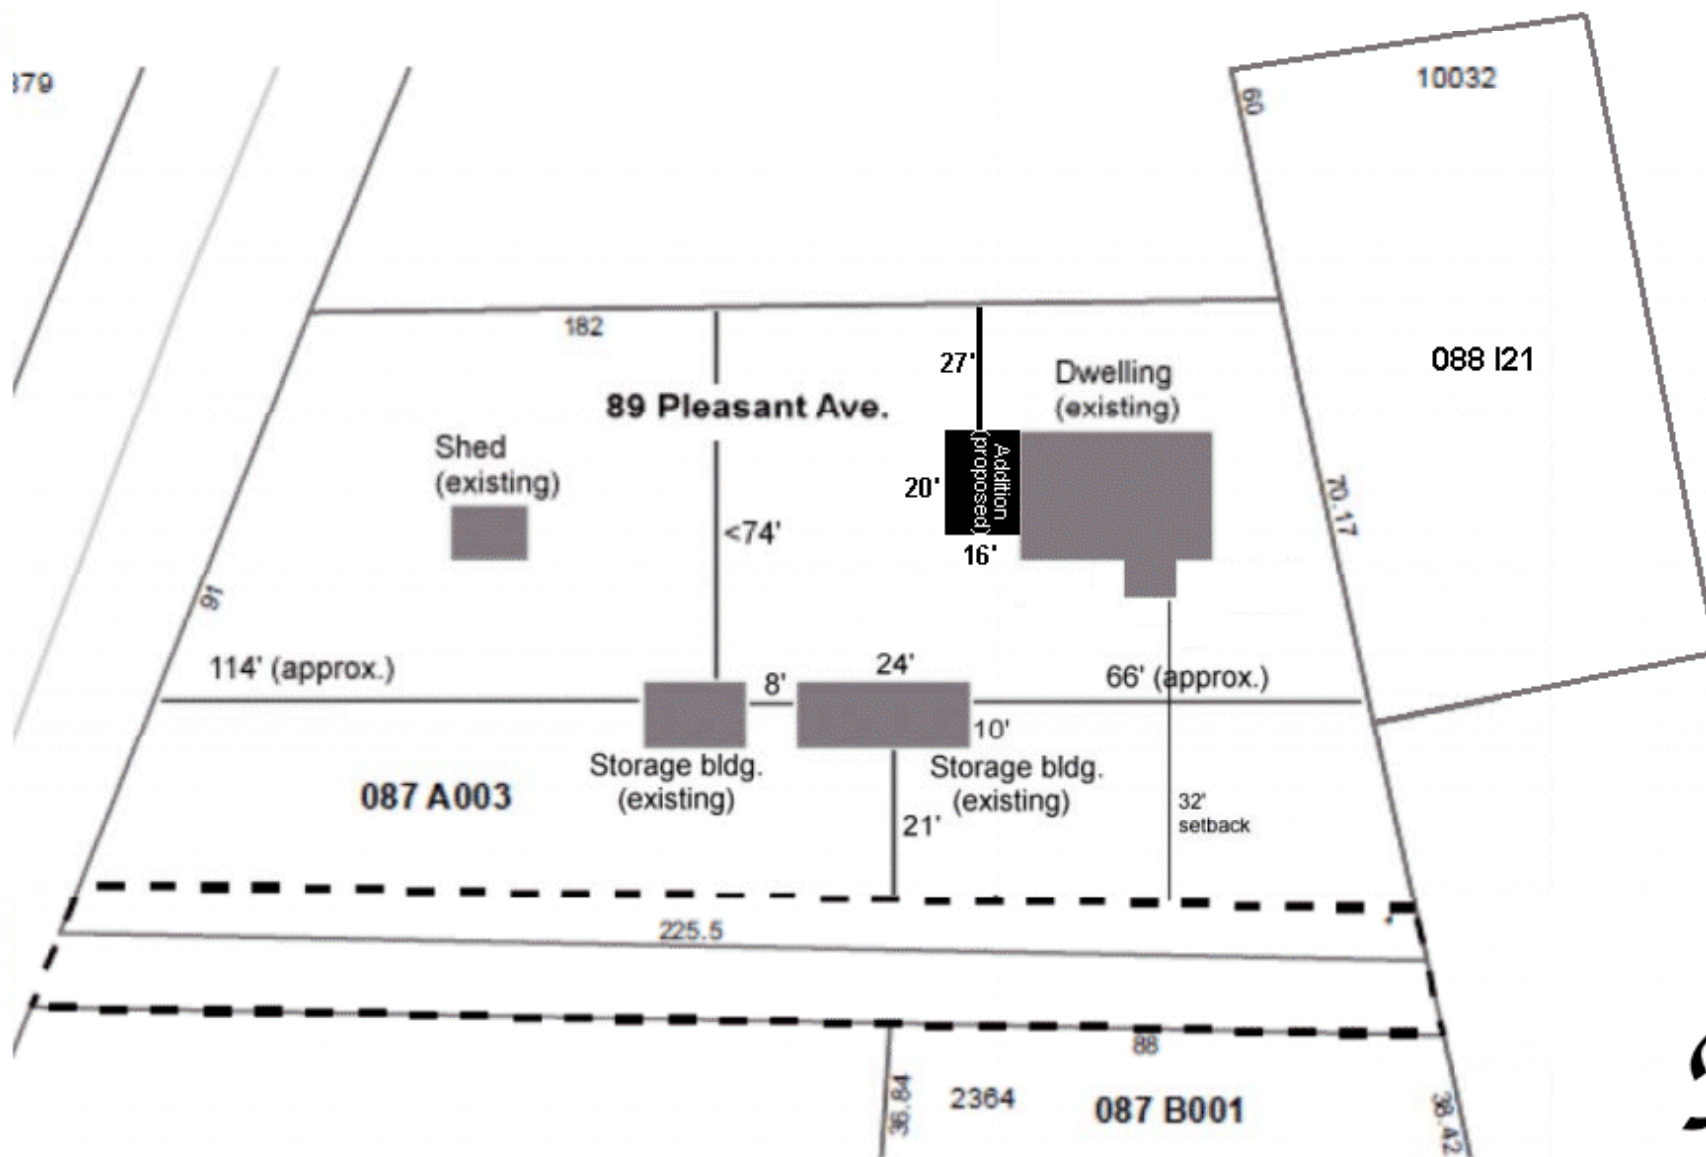 10032
60
182
27'
Dwelling
(existing)
088 I21
89 Pleasant Ave.
Shed
(existing)
Addition
(proposed)
20'
<74'
16'
70.17
91
114' (approx.)
8'
24'
66' (approx.)
10'
Storage bldg.
(existing)
Storage bldg.
(existing)
087 A003
21'
32'
setback
225.5
88
36.84
2364
087 B001
38.42